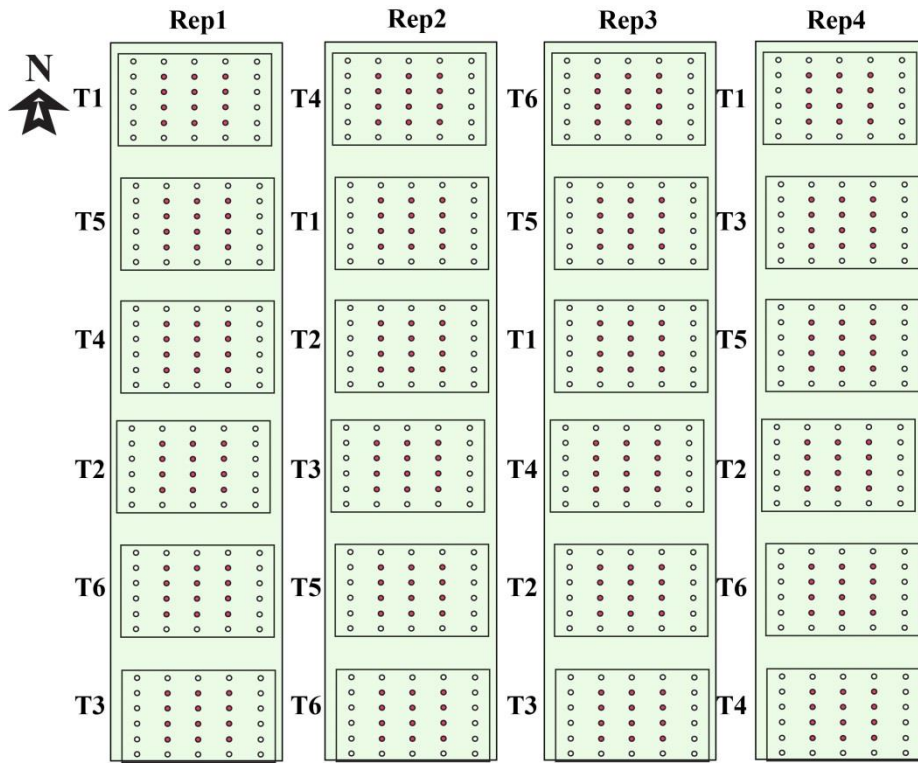 Rep1 Rep2 Rep3 Rep4
N
T1 T4 T6 T1
T5 T1 T5 T3
T4 T2 T1 T5
T2 T3 T4 T2
T6 T5 T2 T6
T3 T6 T3 T4